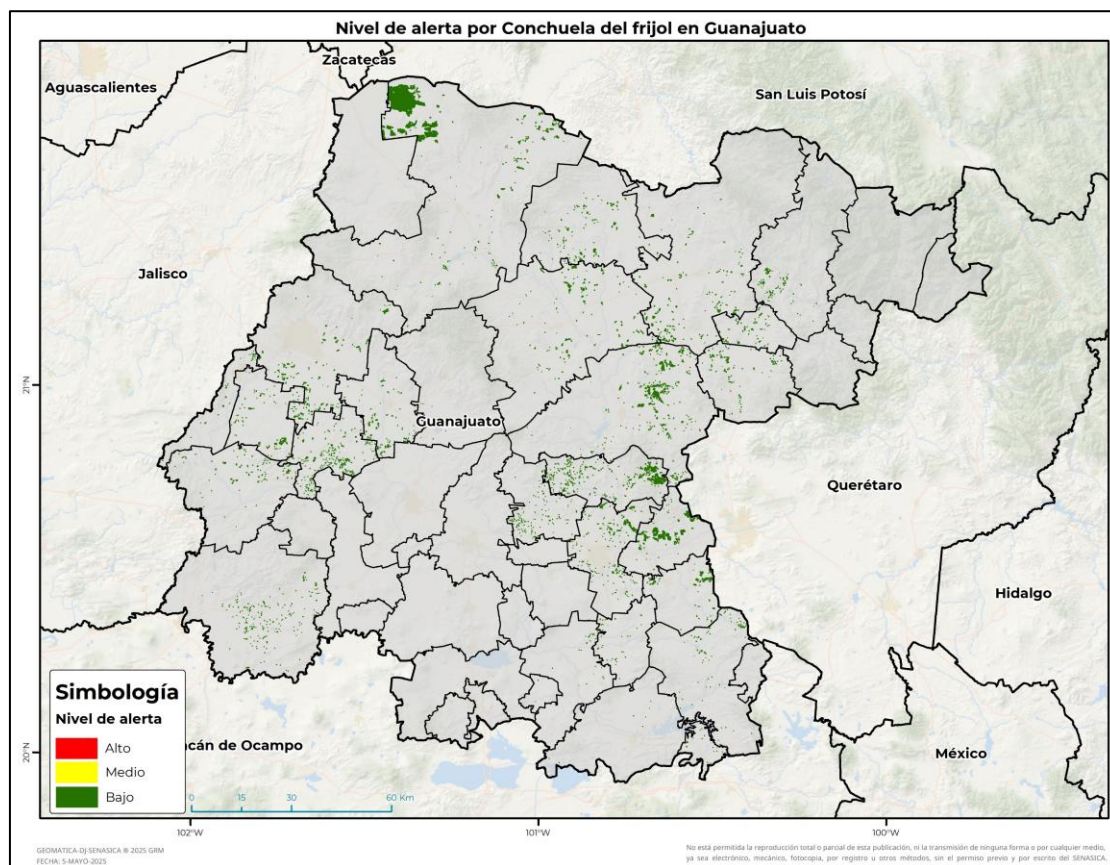 Nivel de alerta por Conchuela del frijol en Guanajuato
Zacatecas
Aguascalientes
San Luis Potosí
Jalisco
21°N
Guanajuato
Querétaro
Hidalgo
Simbología
Nivel de alerta
Alto
Medio
Bajo
cán de Ocampo
20°N
México
0 15 30 60 Km
102°W 101°W 100°W
GEOMATICA-DJ-SENASICA ® 2025 GRM
FECHA: 5-MAYO-2025
No está permitida la reproducción total o parcial de esta publicación, ni la transmisión de ninguna forma o por cualquier medio,
ya sea electrónico, mecánico, fotocopia, por registro u otros métodos, sin el permiso previo y por escrito del SENASICA.